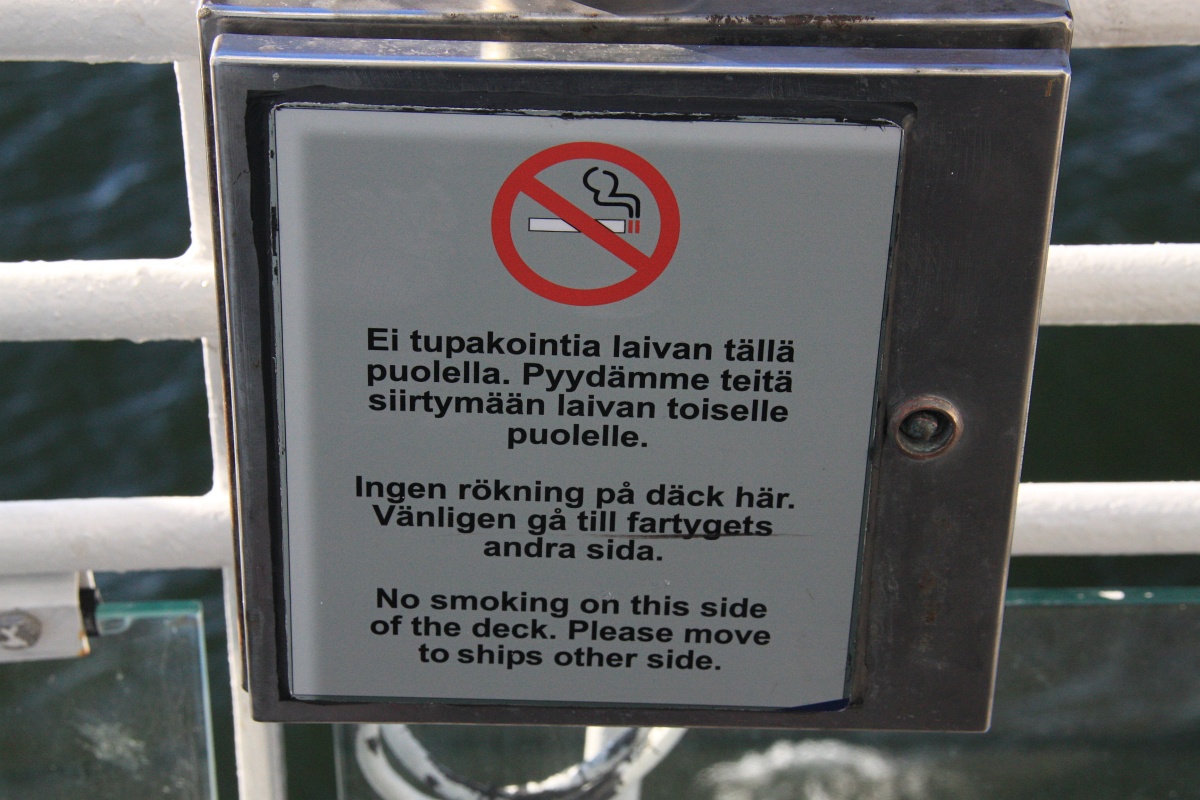 Ei tupakointia laivan tällä
puolella. Pyydämme teitä
siirtymään laivan toiselle
puolelle.
Ingen rökning på däck här.
Vänligen gå till fartygets
andra sida.
No smoking on this side
of the deck. Please move
to ships other side.